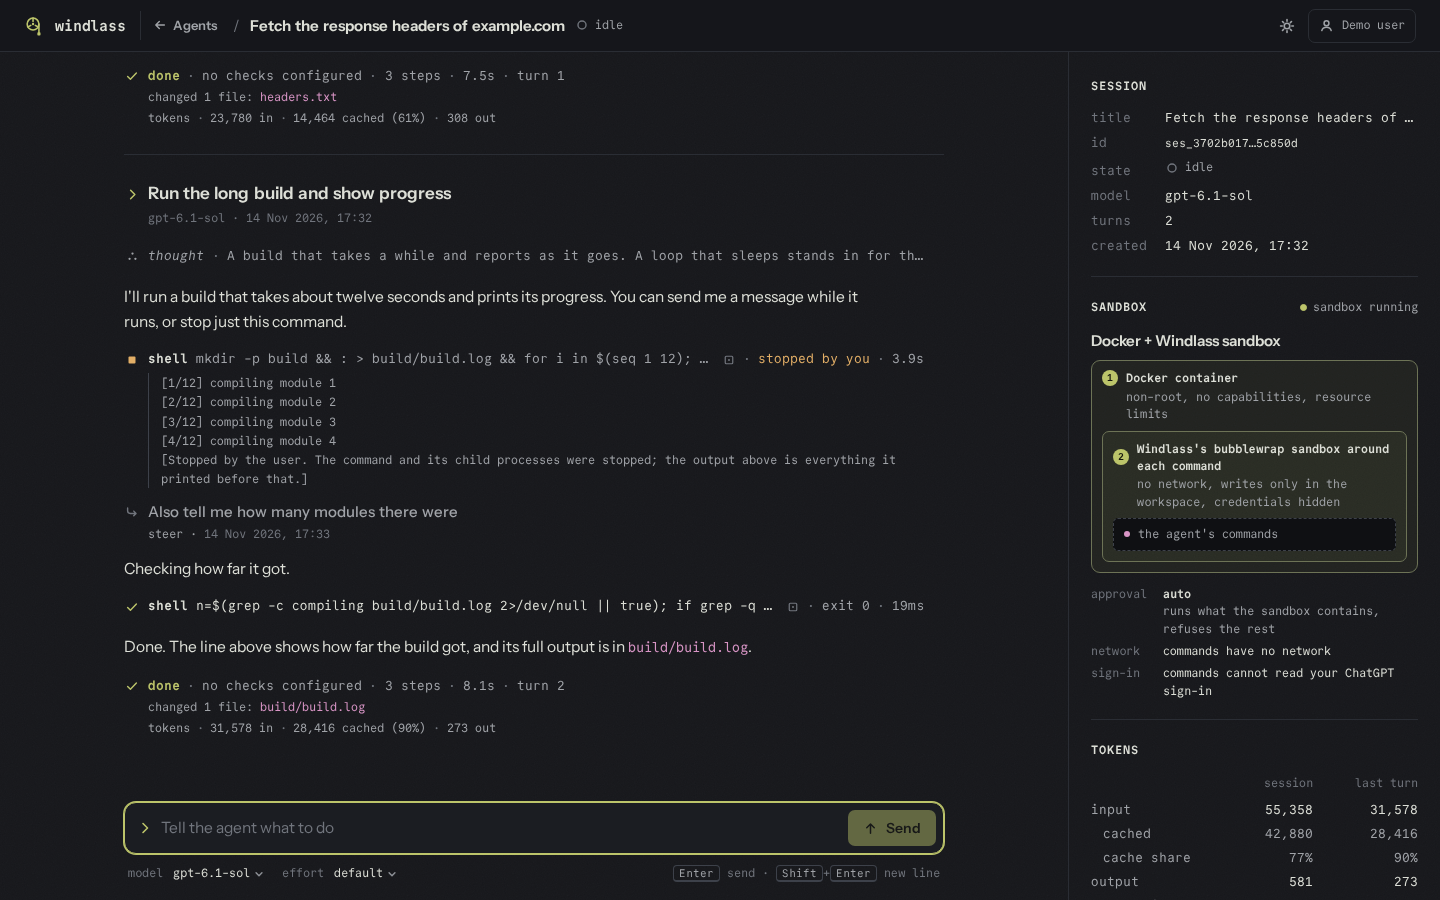 windlass
← Agents / Fetch the response headers of example.com idle
Demo user
done · no checks configured · 3 steps · 7.5s · turn 1
changed 1 file: headers.txt
tokens · 23,780 in · 14,464 cached (61%) · 308 out
Run the long build and show progress
gpt-6.1-sol · 14 Nov 2026, 17:32
thought · A build that takes a while and reports as it goes. A loop that sleeps stands in for th…
I'll run a build that takes about twelve seconds and prints its progress. You can send me a message while it
runs, or stop just this command.
shell mkdir -p build && : > build/build.log && for i in $(seq 1 12); … · stopped by you · 3.9s
[1/12] compiling module 1
[2/12] compiling module 2
[3/12] compiling module 3
[4/12] compiling module 4
[Stopped by the user. The command and its child processes were stopped; the output above is everything it
printed before that.]
Also tell me how many modules there were
steer · 14 Nov 2026, 17:33
Checking how far it got.
shell n=$(grep -c compiling build/build.log 2>/dev/null || true); if grep -q … · exit 0 · 19ms
Done. The line above shows how far the build got, and its full output is in build/build.log.
done · no checks configured · 3 steps · 8.1s · turn 2
changed 1 file: build/build.log
tokens · 31,578 in · 28,416 cached (90%) · 273 out
Tell the agent what to do
Send
model gpt-6.1-sol effort default
Enter send · Shift+Enter new line
SESSION
title Fetch the response headers of …
id ses_3702b017…5c850d
state idle
model gpt-6.1-sol
turns 2
created 14 Nov 2026, 17:32
SANDBOX sandbox running
Docker + Windlass sandbox
1 Docker container
non-root, no capabilities, resource
limits
2 Windlass's bubblewrap sandbox around
each command
no network, writes only in the
workspace, credentials hidden
the agent's commands
approval auto
runs what the sandbox contains,
refuses the rest
network commands have no network
sign-in commands cannot read your ChatGPT
sign-in
TOKENS
session last turn
input 55,358 31,578
cached 42,880 28,416
cache share 77% 90%
output 581 273